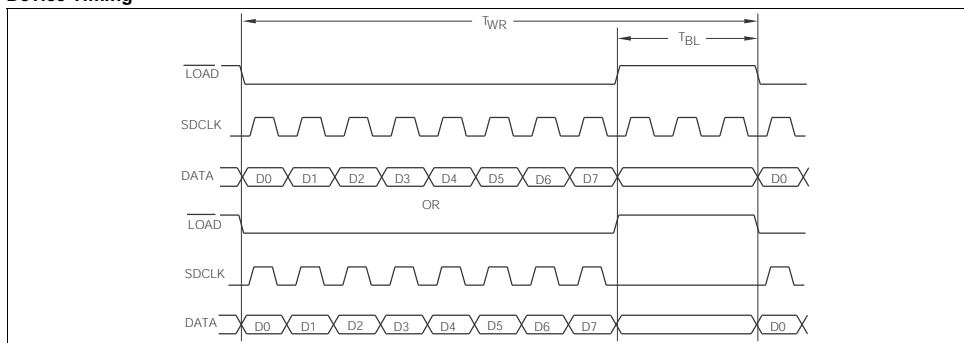 Device Timing
TWR
TBL
LOAD
SDCLK
DATA D0 D1 D2 D3 D4 D5 D6 D7 D0
OR
LOAD
SDCLK
DATA D0 D1 D2 D3 D4 D5 D6 D7 D0